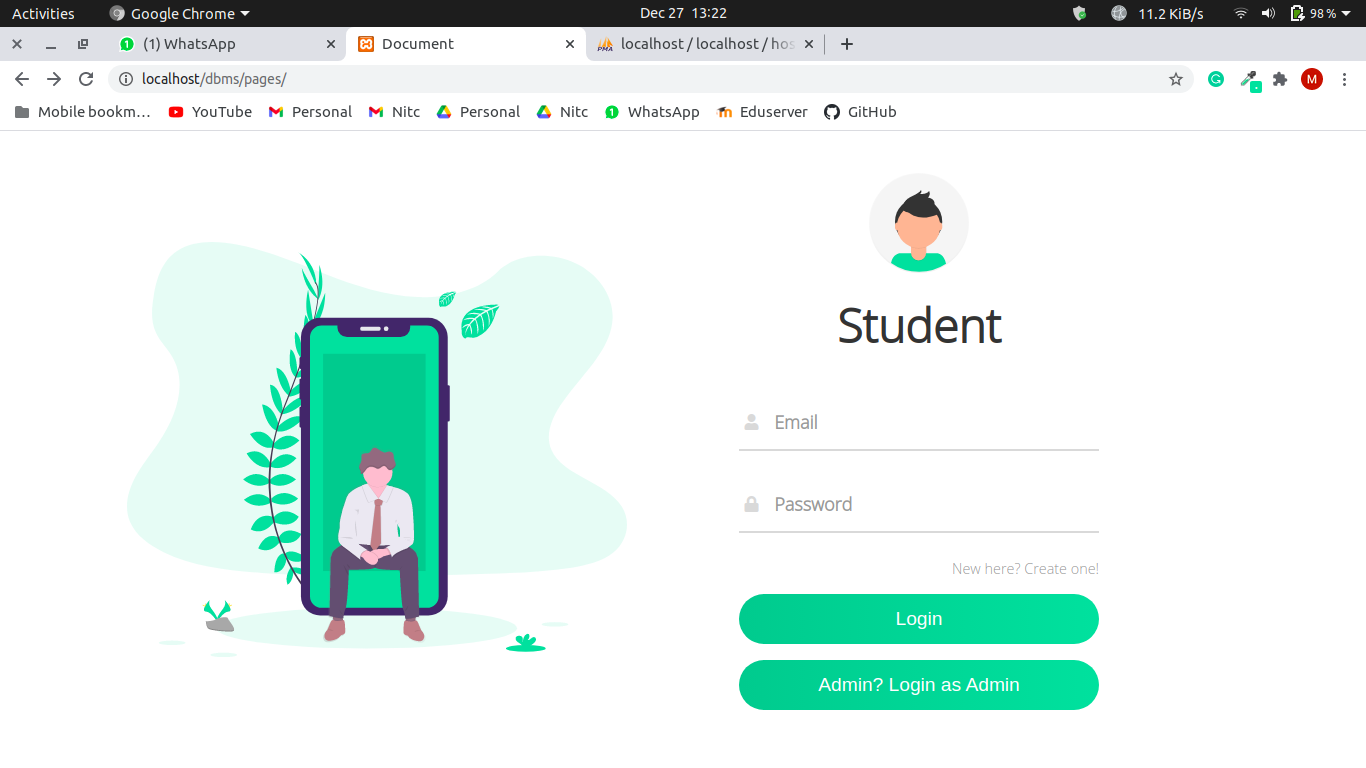 Activities Google Chrome Dec 27 13:22 11.2 KiB/s 98 %
(1) WhatsApp Document localhost / localhost / hos
localhost/dbms/pages/ M
Mobile bookm… YouTube Personal Nitc Personal Nitc WhatsApp Eduserver GitHub
Student
Email
Password
New here? Create one!
Login
Admin? Login as Admin